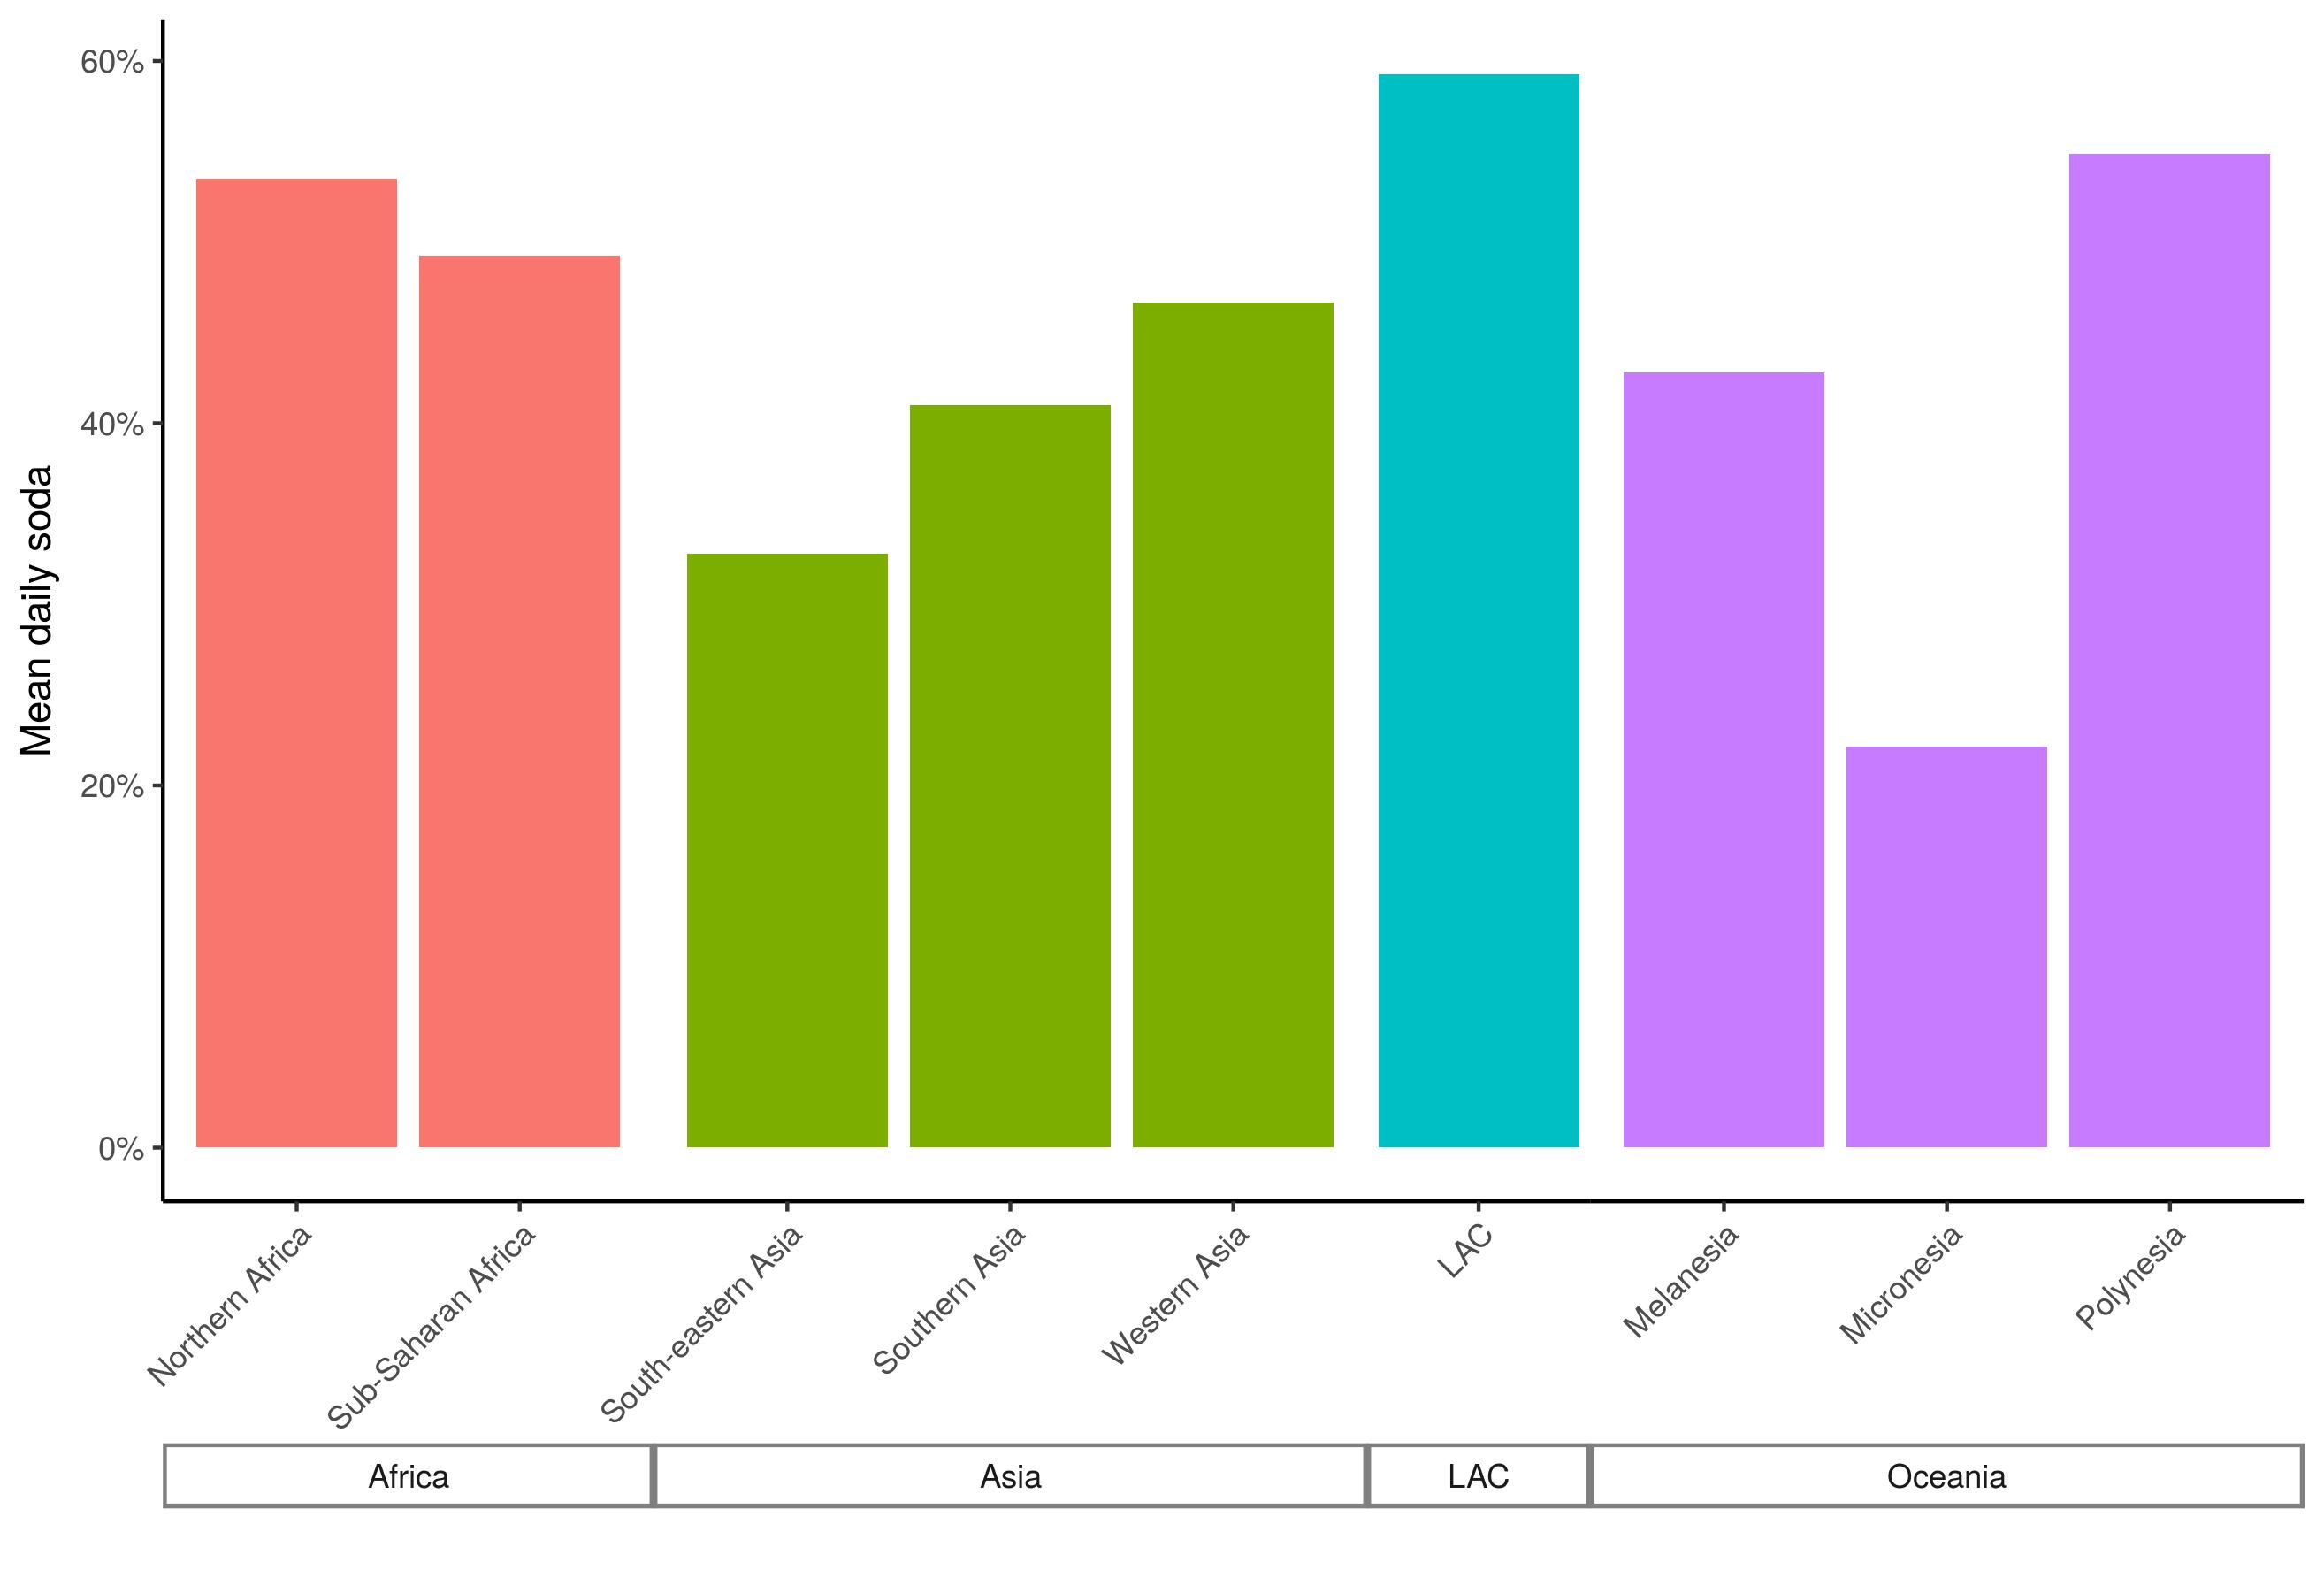 Mean daily soda
60%
40%
20%
0%
Northern Africa
Sub-Saharan Africa
South-eastern Asia
Southern Asia
Western Asia
LAC
Melanesia
Micronesia
Polynesia
Africa
Asia
LAC
Oceania